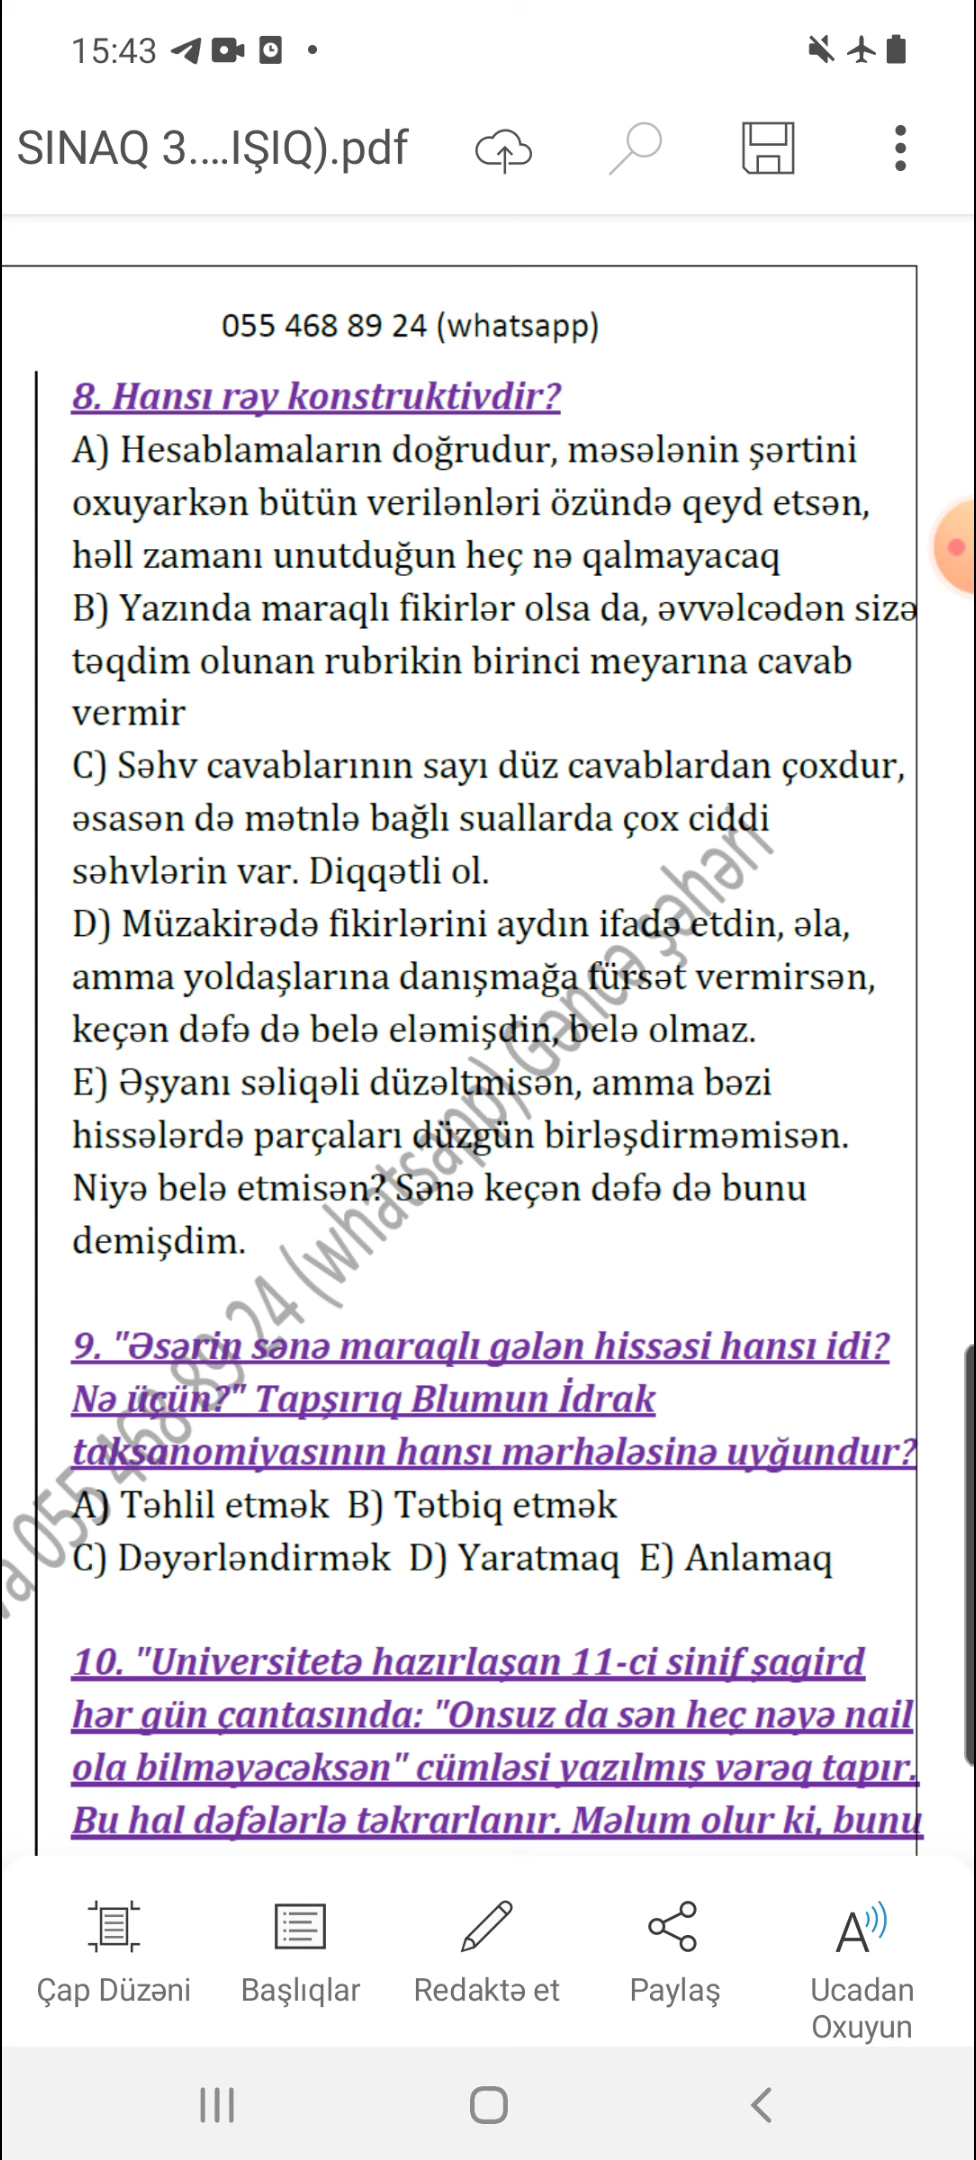 15:43
SINAQ 3....IŞIQ).pdf
055 468 89 24 (whatsapp)
8. Hansı rəy konstruktivdir?
A) Hesablamaların doğrudur, məsələnin şərtini
oxuyarkən bütün verilənləri özündə qeyd etsən,
həll zamanı unutduğun heç nə qalmayacaq
B) Yazında maraqlı fikirlər olsa da, əvvəlcədən sizə
təqdim olunan rubrikin birinci meyarına cavab
vermir
C) Səhv cavablarının sayı düz cavablardan çoxdur,
əsasən də mətnlə bağlı suallarda çox ciddi
səhvlərin var. Diqqətli ol.
D) Müzakirədə fikirlərini aydın ifadə etdin, əla,
amma yoldaşlarına danışmağa fürsət vermirsən,
keçən dəfə də belə eləmişdin, belə olmaz.
E) Əşyanı səliqəli düzəltmisən, amma bəzi
hissələrdə parçaları düzgün birləşdirməmisən.
Niyə belə etmisən? Sənə keçən dəfə də bunu
demişdim.
9. "Əsərin sənə maraqlı gələn hissəsi hansı idi?
Nə üçün?" Tapşırıq Blumun İdrak
taksanomiyasının hansı mərhələsinə uyğundur?
A) Təhlil etmək B) Tətbiq etmək
C) Dəyərləndirmək D) Yaratmaq E) Anlamaq
10. "Universitetə hazırlaşan 11-ci sinif şagird
hər gün çantasında: "Onsuz da sən heç nəyə nail
ola bilməyəcəksən" cümləsi yazılmış vərəq tapır.
Bu hal dəfələrlə təkrarlanır. Məlum olur ki, bunu
055 468 89 24 (whatsapp) Gəncə şəhəri
Çap Düzəni
Başlıqlar
Redaktə et
Paylaş
Ucadan
Oxuyun